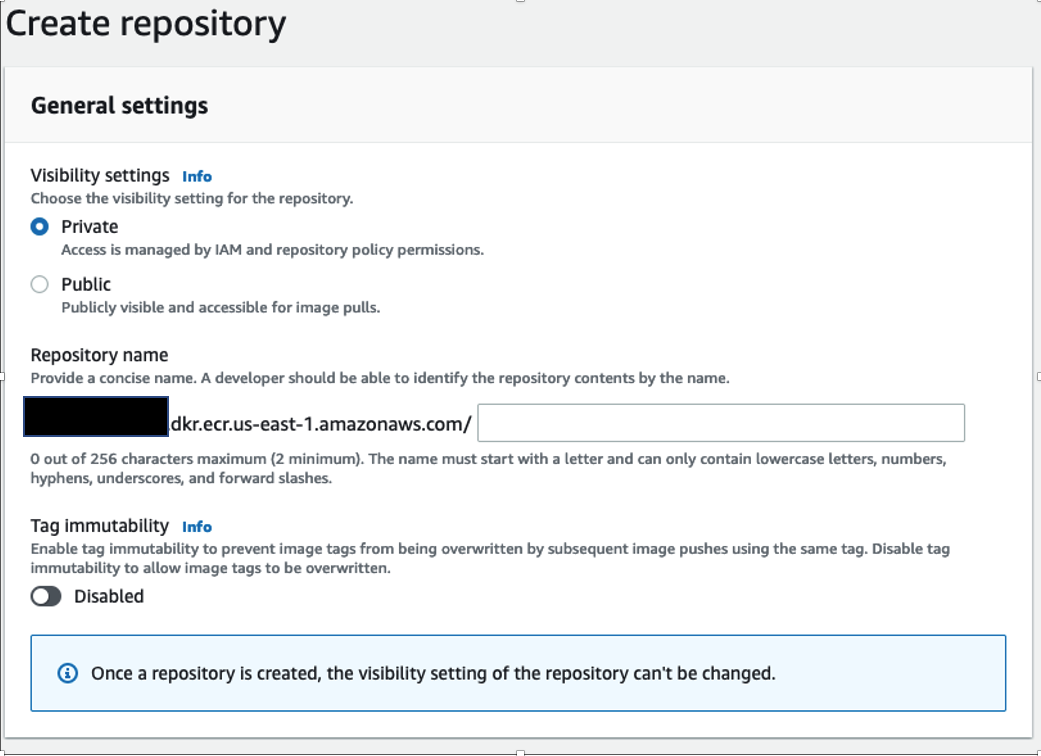 Create repository
General settings
Visibility settings Info
Choose the visibility setting for the repository.
Private
Access is managed by IAM and repository policy permissions.
Public
Publicly visible and accessible for image pulls.
Repository name
Provide a concise name. A developer should be able to identify the repository contents by the name.
.dkr.ecr.us-east-1.amazonaws.com/
0 out of 256 characters maximum (2 minimum). The name must start with a letter and can only contain lowercase letters, numbers,
hyphens, underscores, and forward slashes.
Tag immutability Info
Enable tag immutability to prevent image tags from being overwritten by subsequent image pushes using the same tag. Disable tag
immutability to allow image tags to be overwritten.
Disabled
Once a repository is created, the visibility setting of the repository can't be changed.